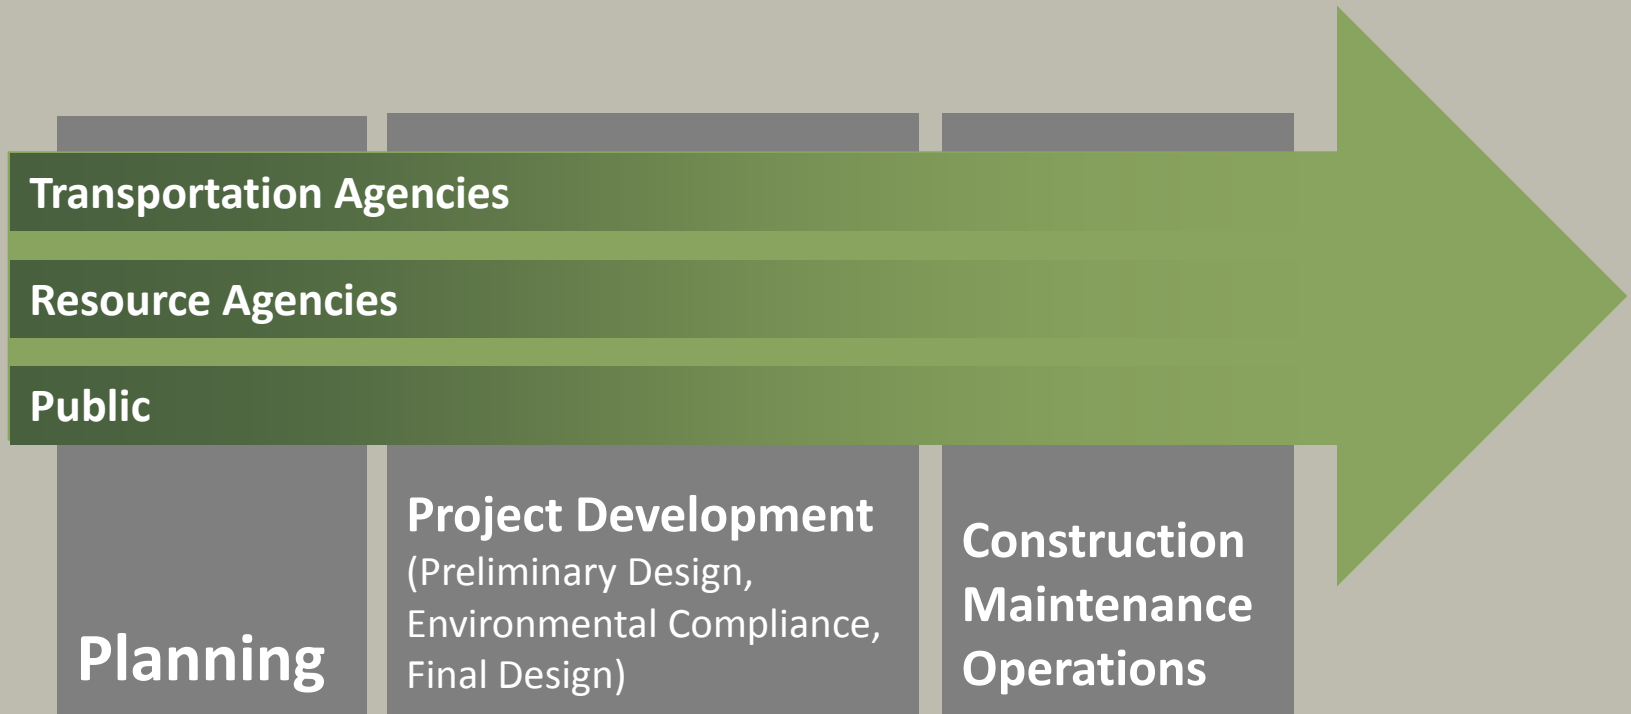 Transportation Agencies
Resource Agencies
Public
Planning
Project Development
(Preliminary Design,
Environmental Compliance,
Final Design)
Construction
Maintenance
Operations